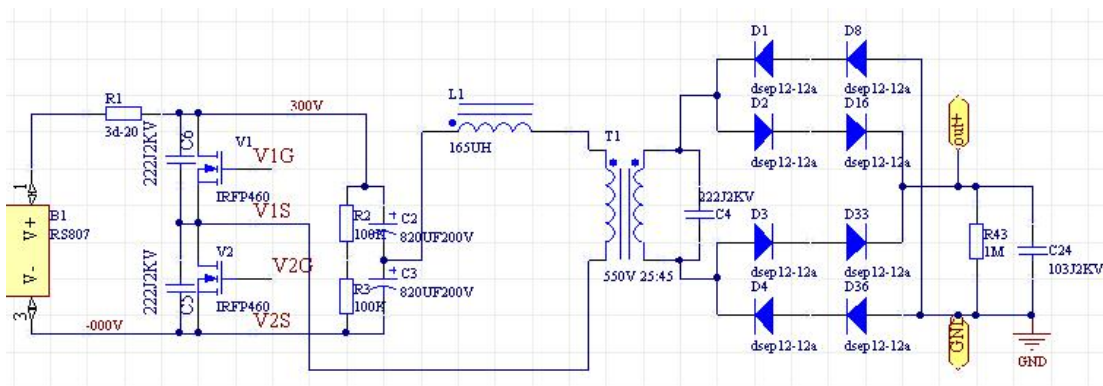 R1
3d-20
300V
222J2KV
C6
V1
V1G
IRFP460
V1S
1
B1
RS807
V+
V-
3
222J2KV
C5
V2
V2G
IRFP460
V2S
-000V
R2
100K
C2
820UF200V
R3
100K
C3
820UF200V
L1
165UH
T1
550V 25:45
222J2KV
C4
D1
dsep12-12a
D8
dsep12-12a
D2
dsep12-12a
D16
dsep12-12a
D3
dsep12-12a
D33
dsep12-12a
D4
dsep12-12a
D36
dsep12-12a
out+
R43
1M
C24
103J2KV
GND
GND